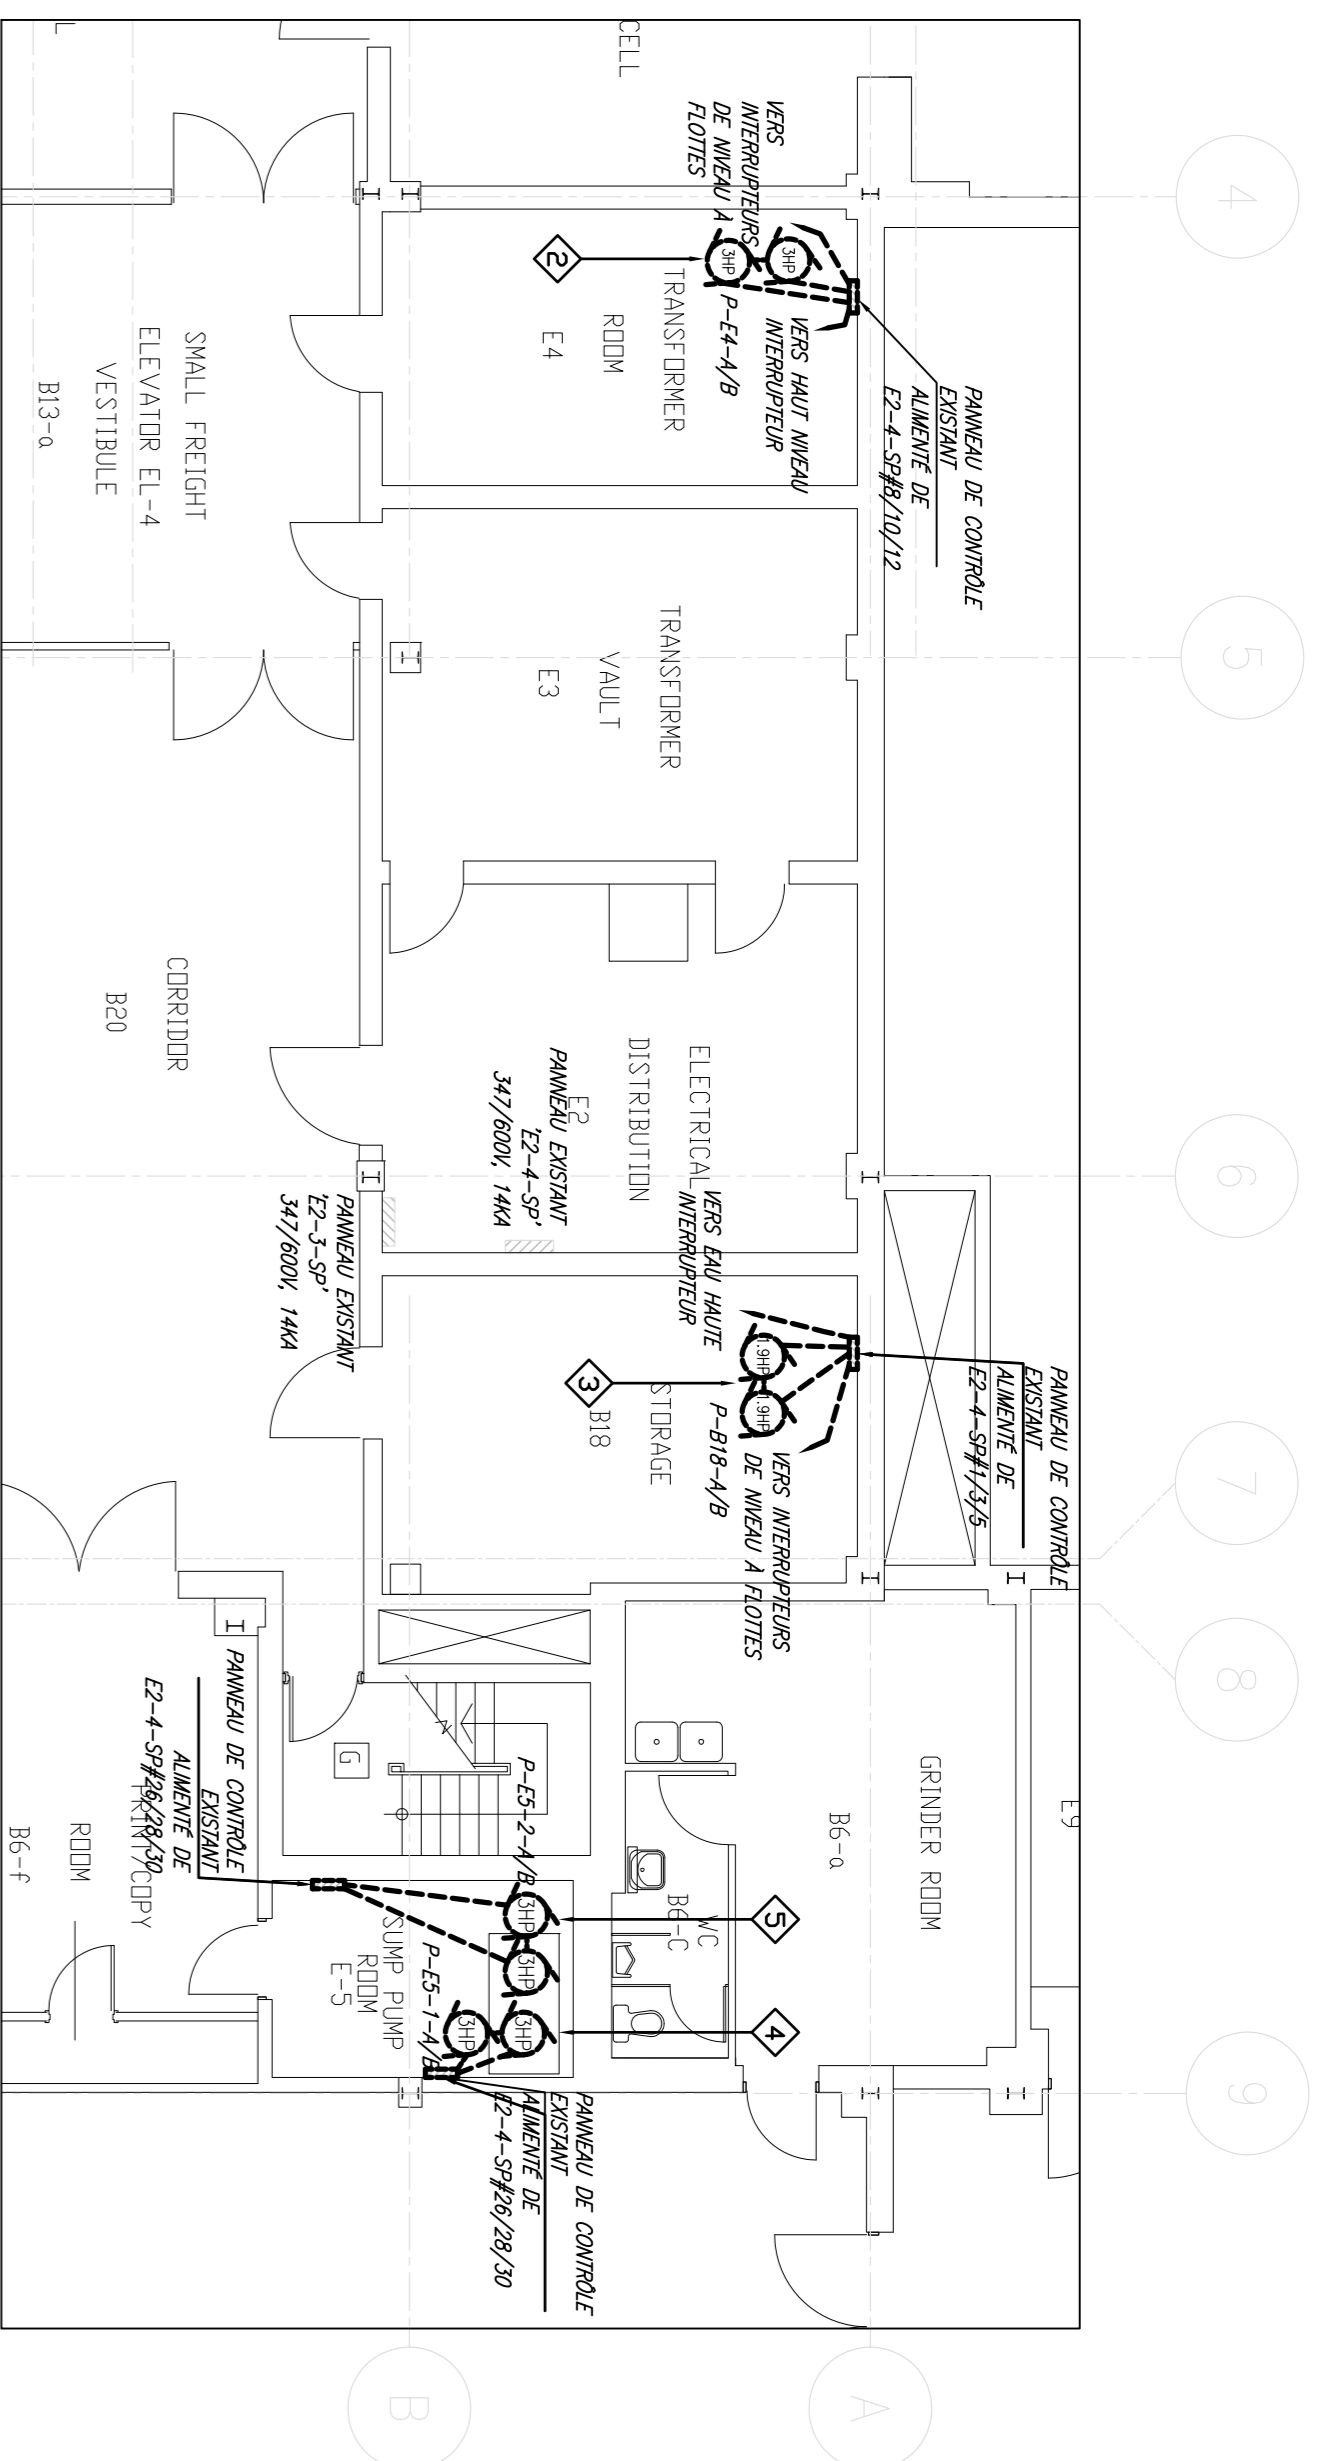 4
5
6
7
8
9
A
B
CELL
L
VERS
INTERRUPTEURS
DE NIVEAU À
FLOTTES
3HP
3HP
2
P-E4-A/B
TRANSFORMER
ROOM
E4
VERS HAUT NIVEAU
INTERRUPTEUR
PANNEAU DE CONTRÔLE
EXISTANT
ALIMENTÉ DE
E2-4-SP#8/10/12
SMALL FREIGHT
ELEVATOR EL-4
VESTIBULE
B13-a
TRANSFORMER
VAULT
E3
CORRIDOR
B20
ELECTRICAL
DISTRIBUTION
E2
PANNEAU EXISTANT
'E2-4-SP'
347/600V, 14KA
PANNEAU EXISTANT
'E2-3-SP'
347/600V, 14KA
VERS EAU HAUTE
INTERRUPTEUR
1.9HP
1.9HP
3
P-B18-A/B
STORAGE
B18
VERS INTERRUPTEURS
DE NIVEAU À FLOTTES
PANNEAU DE CONTRÔLE
EXISTANT
ALIMENTÉ DE
E2-4-SP#1/3/5
PANNEAU DE CONTRÔLE
EXISTANT
ALIMENTÉ DE
E2-4-SP#26/28/30
PRINT/COPY
ROOM
B6-f
G
P-E5-2-A/B
3HP
3HP
5
SUMP PUMP
ROOM
E-5
P-E5-1-A/B
3HP
3HP
4
WC
B6-C
GRINDER ROOM
B6-a
E9
PANNEAU DE CONTRÔLE
EXISTANT
ALIMENTÉ DE
E2-4-SP#26/28/30